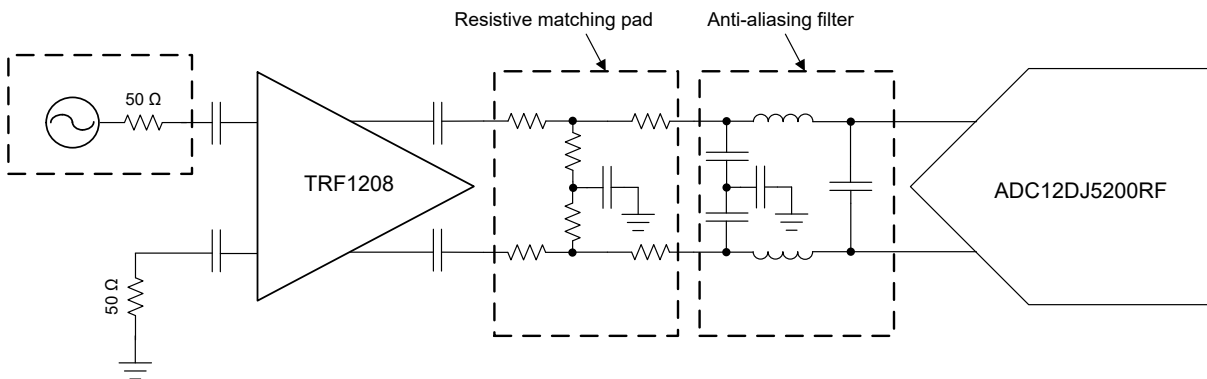 Resistive matching pad
Anti-aliasing filter
50 Ω
TRF1208
ADC12DJ5200RF
50 Ω